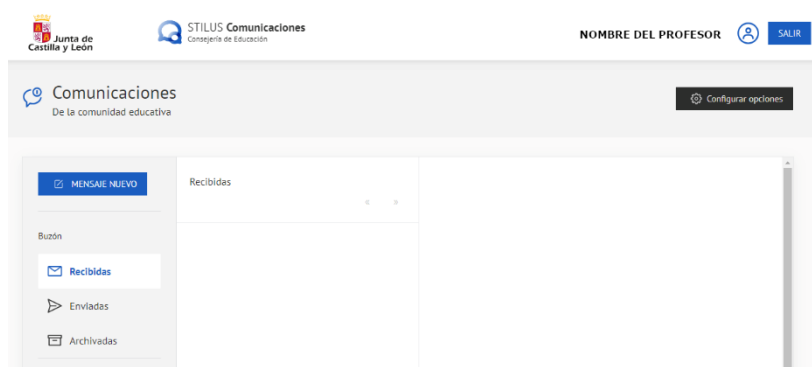 Junta de
Castilla y León
STILUS Comunicaciones
Consejería de Educación
NOMBRE DEL PROFESOR
SALIR
Comunicaciones
De la comunidad educativa
Configurar opciones
MENSAJE NUEVO
Recibidas
« »
Buzón
Recibidas
Enviadas
Archivadas